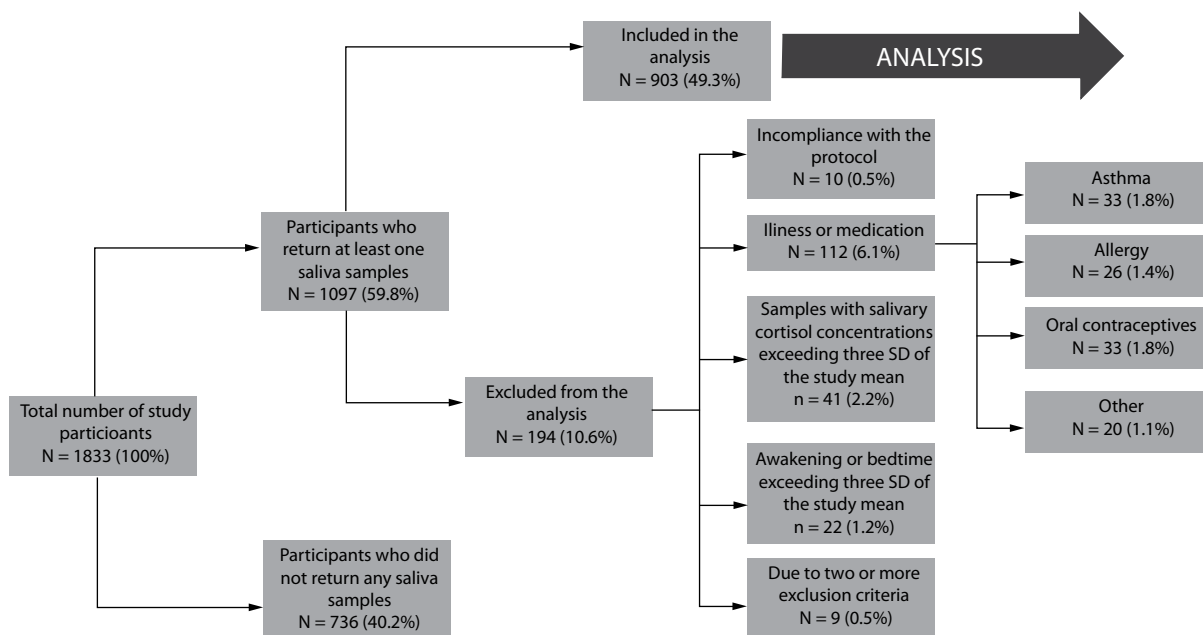 Included in the
analysis
N = 903 (49.3%)
ANALYSIS
Incompliance with the
protocol
N = 10 (0.5%)
Asthma
N = 33 (1.8%)
Participants who
return at least one
saliva samples
N = 1097 (59.8%)
Iliness or medication
N = 112 (6.1%)
Allergy
N = 26 (1.4%)
Samples with salivary
cortisol concentrations
exceeding three SD of
the study mean
n = 41 (2.2%)
Oral contraceptives
N = 33 (1.8%)
Excluded from the
analysis
N = 194 (10.6%)
Other
N = 20 (1.1%)
Total number of study
particioants
N = 1833 (100%)
Awakening or bedtime
exceeding three SD of
the study mean
n = 22 (1.2%)
Participants who did
not return any saliva
samples
N = 736 (40.2%)
Due to two or more
exclusion criteria
N = 9 (0.5%)